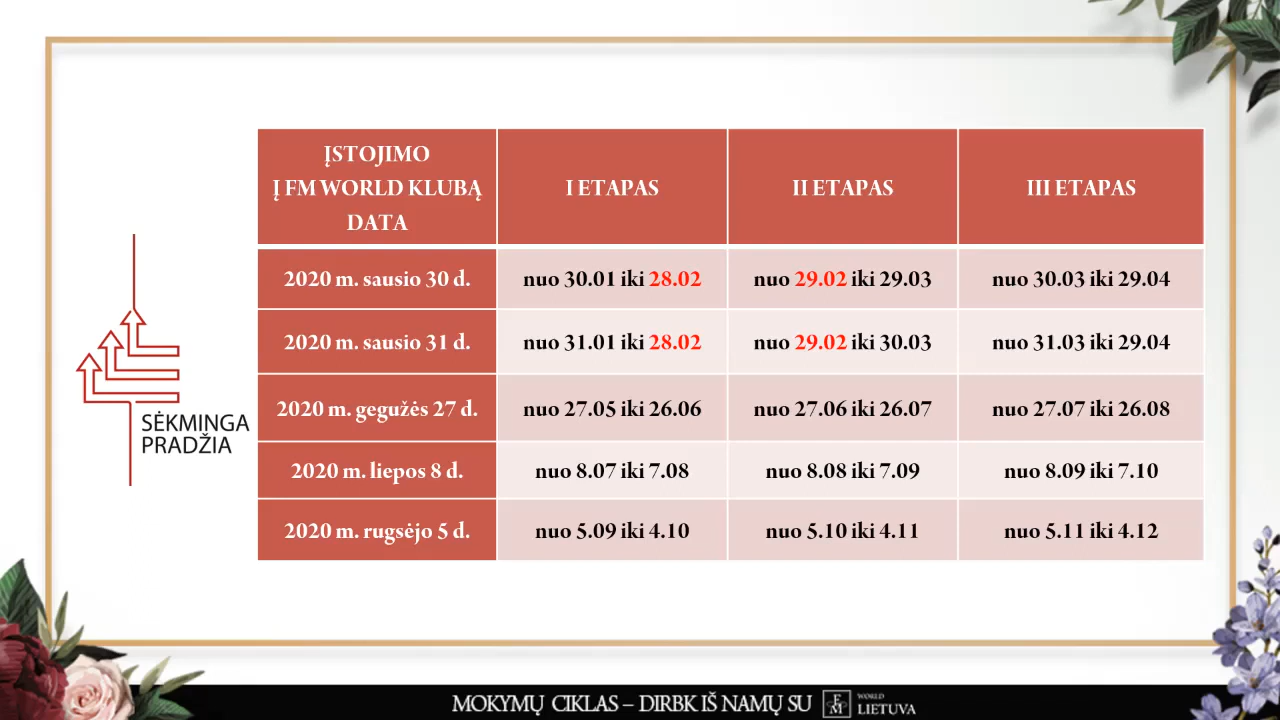 ĮSTOJIMO
Į FM WORLD KLUBĄ
DATA
I ETAPAS
II ETAPAS
III ETAPAS
2020 m. sausio 30 d.
nuo 30.01 iki 28.02
nuo 29.02 iki 29.03
nuo 30.03 iki 29.04
2020 m. sausio 31 d.
nuo 31.01 iki 28.02
nuo 29.02 iki 30.03
nuo 31.03 iki 29.04
2020 m. gegužės 27 d.
nuo 27.05 iki 26.06
nuo 27.06 iki 26.07
nuo 27.07 iki 26.08
2020 m. liepos 8 d.
nuo 8.07 iki 7.08
nuo 8.08 iki 7.09
nuo 8.09 iki 7.10
2020 m. rugsėjo 5 d.
nuo 5.09 iki 4.10
nuo 5.10 iki 4.11
nuo 5.11 iki 4.12
SĖKMINGA
PRADŽIA
MOKYMŲ CIKLAS – DIRBK IŠ NAMŲ SU
FM
WORLD
LIETUVA